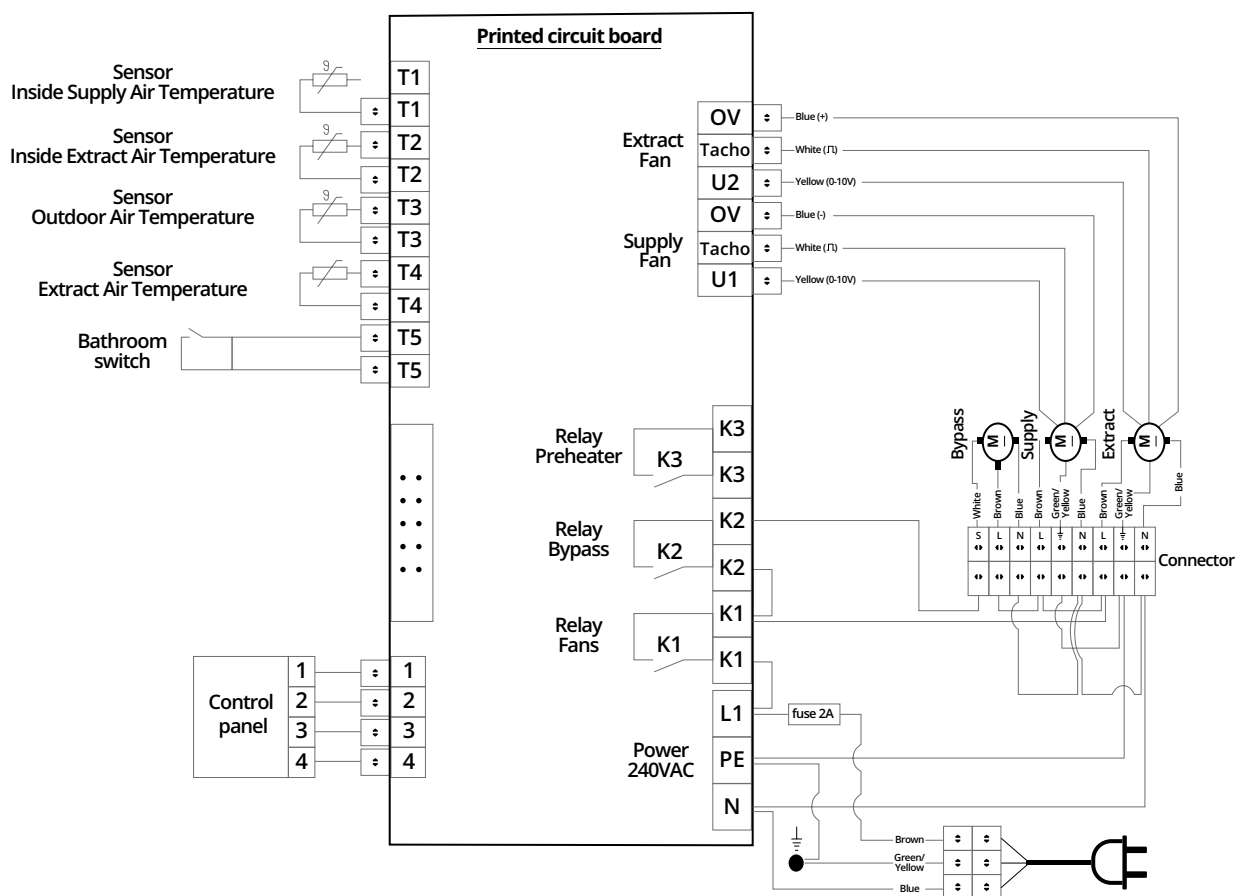 Printed circuit board
Sensor
Inside Supply Air Temperature
ϑ
T1
T1
Sensor
Inside Extract Air Temperature
ϑ
T2
T2
Sensor
Outdoor Air Temperature
ϑ
T3
T3
Sensor
Extract Air Temperature
T4
T4
Bathroom
switch
T5
T5
Extract
Fan
OV
Blue (+)
Tacho
White (⎍)
U2
Yellow (0-10V)
Supply
Fan
OV
Blue (-)
Tacho
White (⎍)
U1
Yellow (0-10V)
Bypass
M
Supply
M
Extract
M
White
Brown
Blue
Brown
Green/
Yellow
Blue
Brown
Green/
Yellow
Blue
S
L
N
L
N
L
N
Connector
Relay
Preheater
K3
K3
K3
Relay
Bypass
K2
K2
K2
Relay
Fans
K1
K1
K1
Control
panel
1
1
2
2
3
3
4
4
Power
240VAC
L1
fuse 2A
PE
N
Brown
Green/
Yellow
Blue